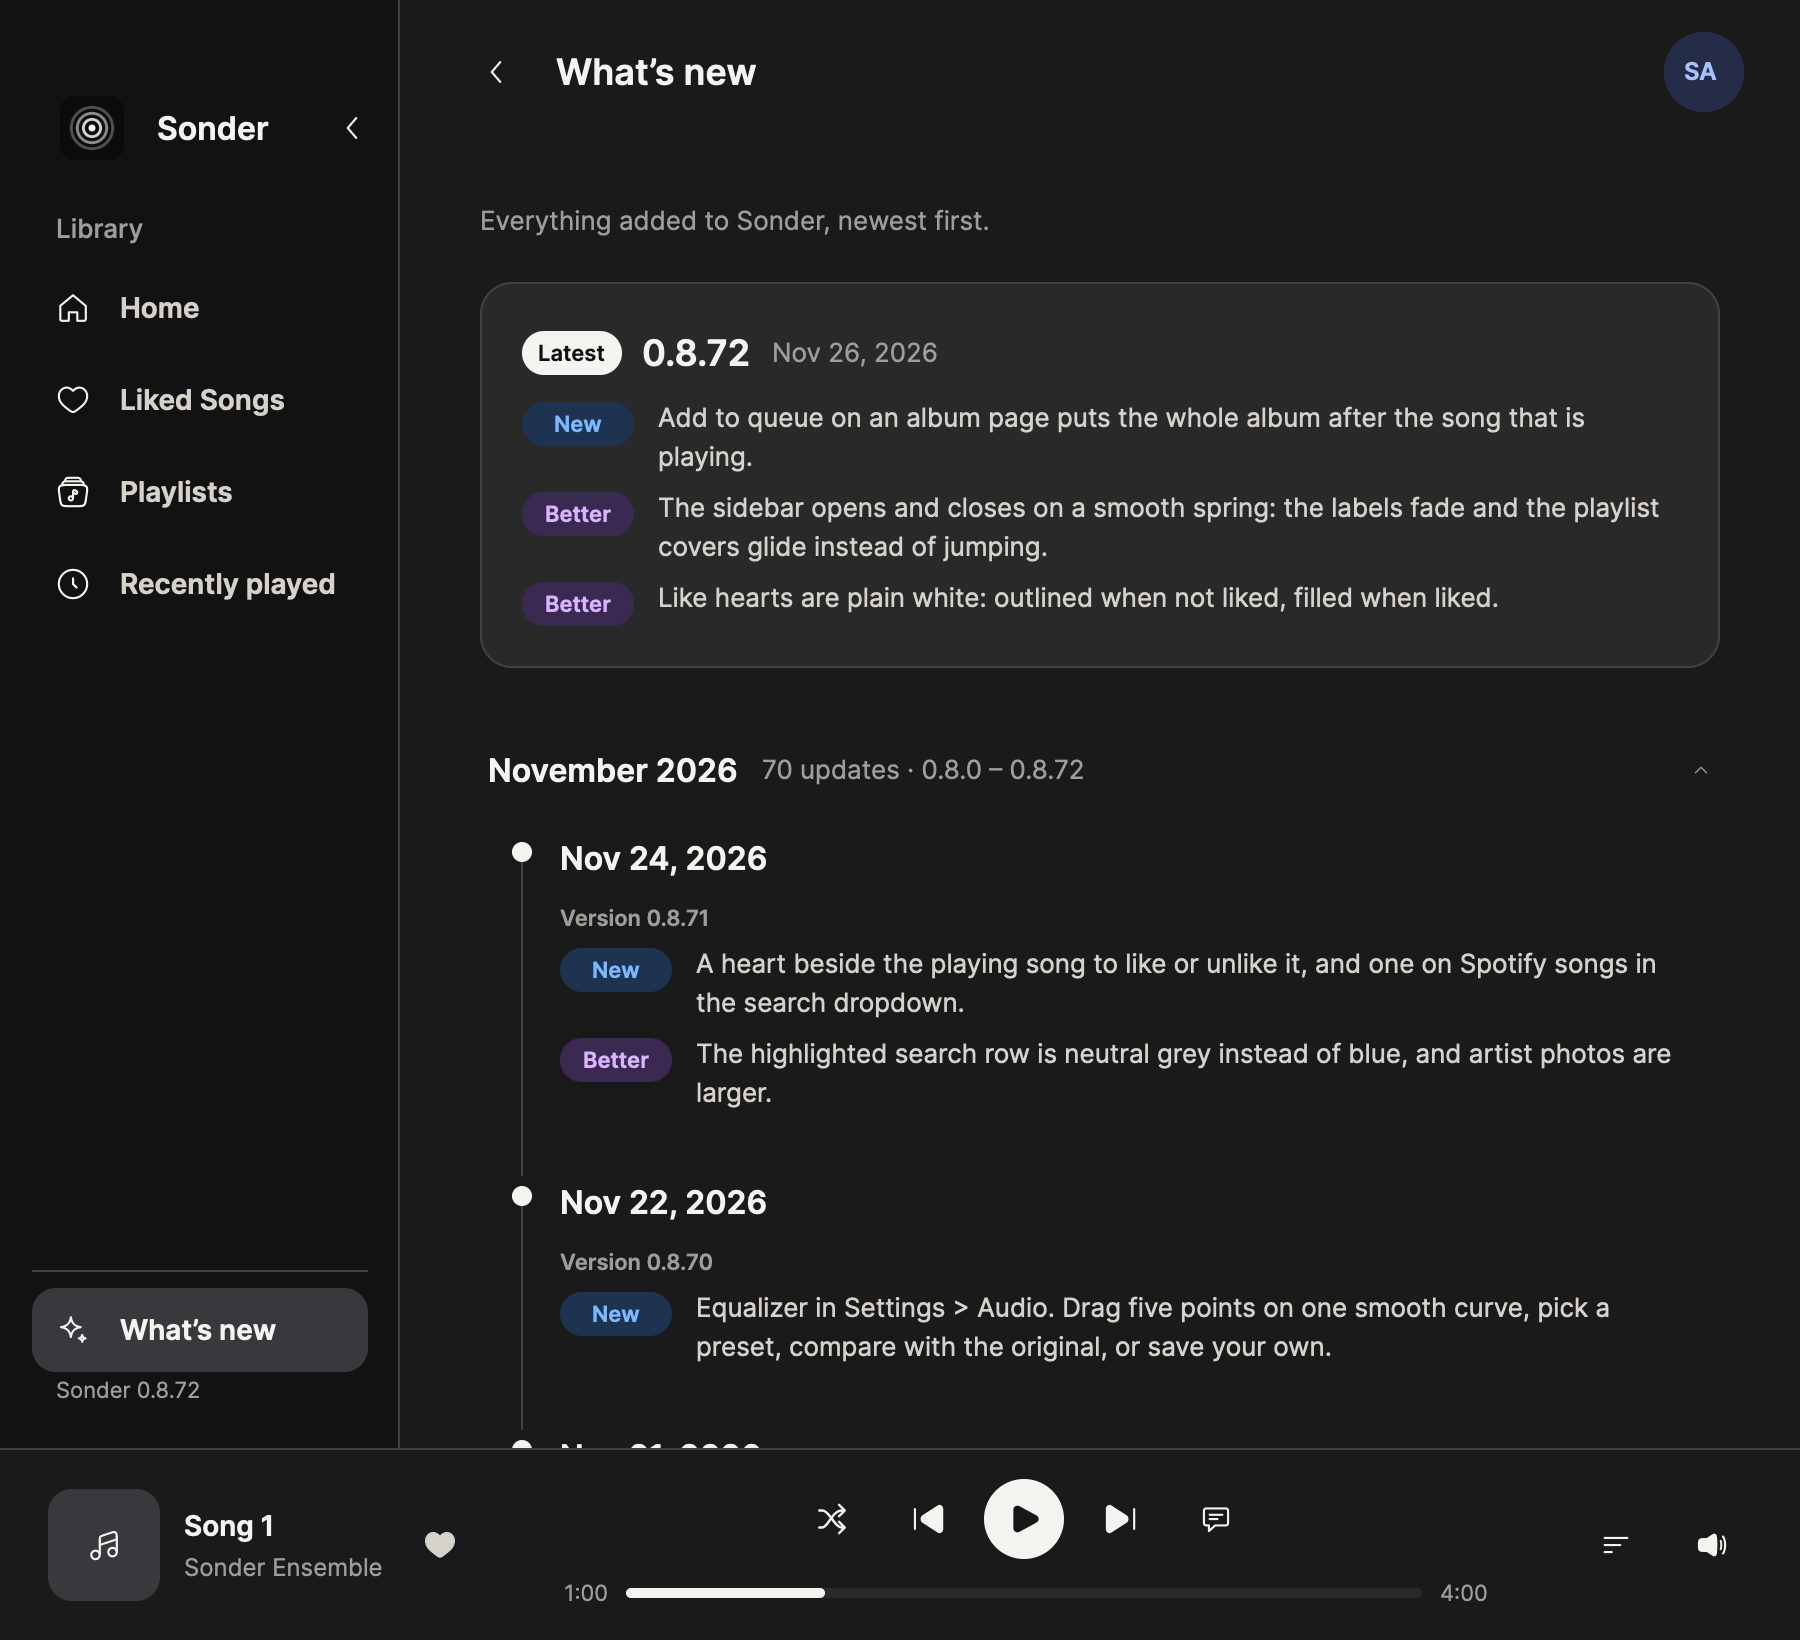 Sonder
Library
Home
Liked Songs
Playlists
Recently played
What’s new
Sonder 0.8.72
What’s new
SA
Everything added to Sonder, newest first.
Latest 0.8.72 Nov 26, 2026
New Add to queue on an album page puts the whole album after the song that is
playing.
Better The sidebar opens and closes on a smooth spring: the labels fade and the playlist
covers glide instead of jumping.
Better Like hearts are plain white: outlined when not liked, filled when liked.
November 2026 70 updates · 0.8.0 – 0.8.72
Nov 24, 2026
Version 0.8.71
New A heart beside the playing song to like or unlike it, and one on Spotify songs in
the search dropdown.
Better The highlighted search row is neutral grey instead of blue, and artist photos are
larger.
Nov 22, 2026
Version 0.8.70
New Equalizer in Settings > Audio. Drag five points on one smooth curve, pick a
preset, compare with the original, or save your own.
Song 1
Sonder Ensemble
1:00
4:00